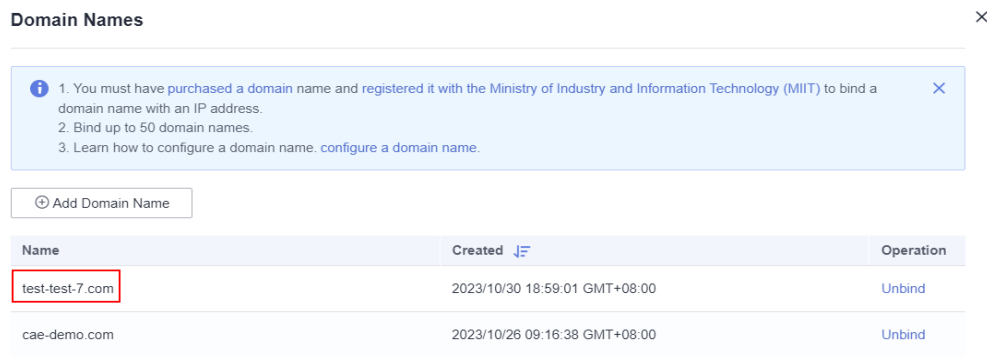 Domain Names
1. You must have purchased a domain name and registered it with the Ministry of Industry and Information Technology (MIIT) to bind a
domain name with an IP address.
2. Bind up to 50 domain names.
3. Learn how to configure a domain name. configure a domain name.
Add Domain Name
Name Created Operation
test-test-7.com 2023/10/30 18:59:01 GMT+08:00 Unbind
cae-demo.com 2023/10/26 09:16:38 GMT+08:00 Unbind